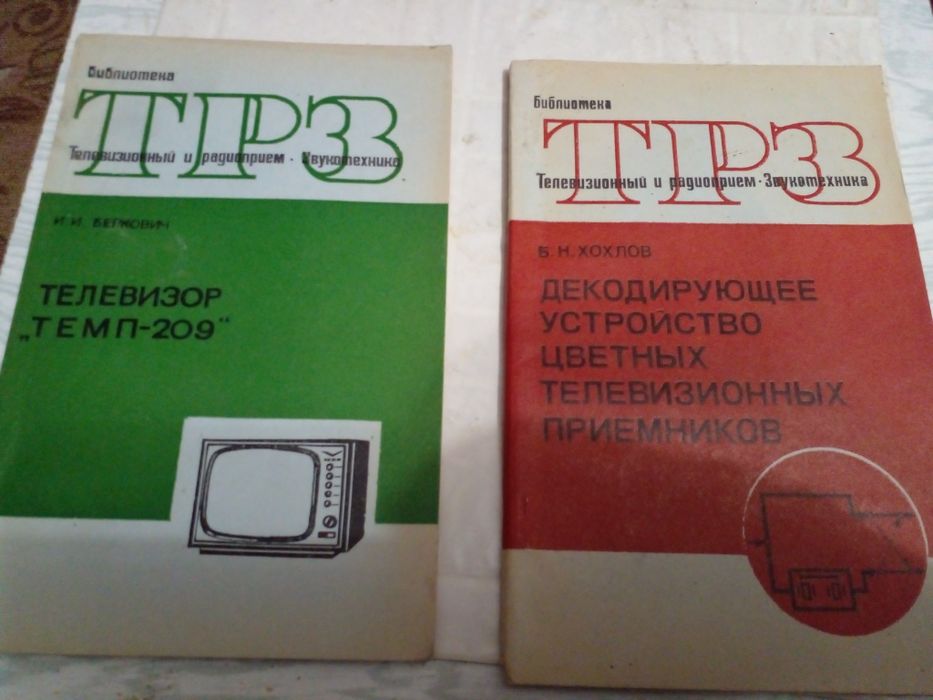 Библиотека
ТРЗ
Телевизионный и радиоприем · Звукотехника
И. И. БЕРКОВИЧ
ТЕЛЕВИЗОР
„ТЕМП-209“
Библиотека
ТРЗ
Телевизионный и радиоприем · Звукотехника
Б. Н. ХОХЛОВ
ДЕКОДИРУЮЩЕЕ
УСТРОЙСТВО
ЦВЕТНЫХ
ТЕЛЕВИЗИОННЫХ
ПРИЕМНИКОВ